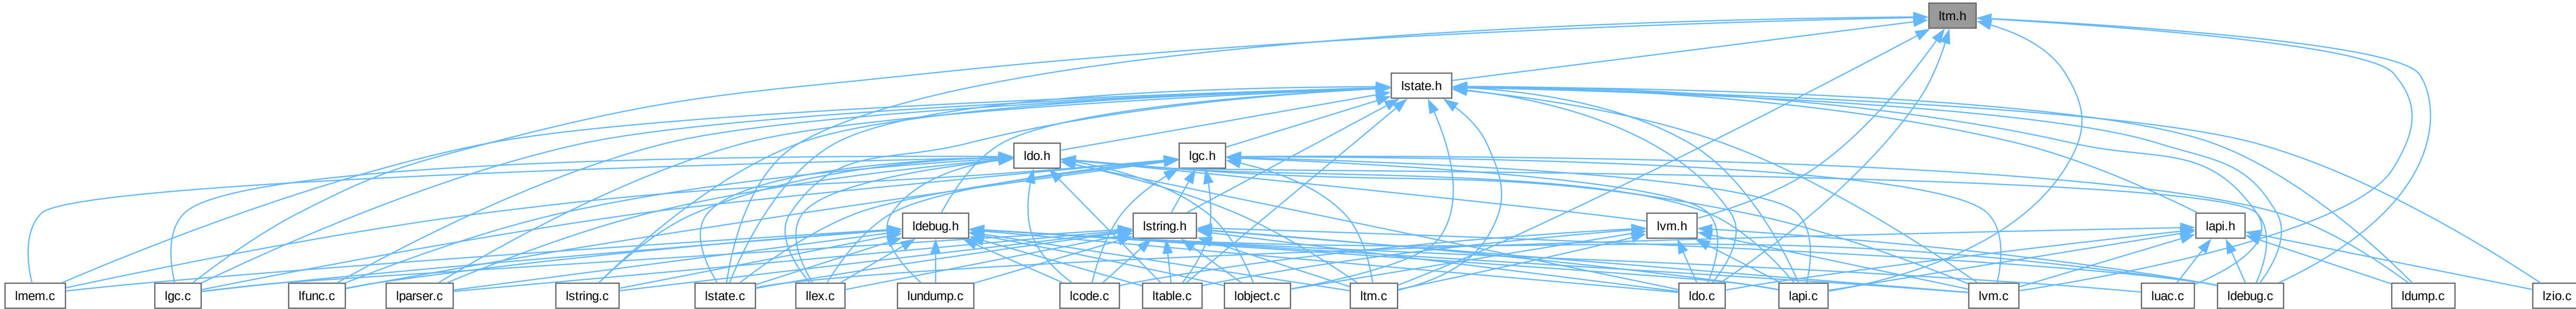 ltm.h
lstate.h
ldo.h
lgc.h
ldebug.h
lstring.h
lvm.h
lapi.h
lmem.c
lgc.c
lfunc.c
lparser.c
lstring.c
lstate.c
llex.c
lundump.c
lcode.c
ltable.c
lobject.c
ltm.c
ldo.c
lapi.c
lvm.c
luac.c
ldebug.c
ldump.c
lzio.c